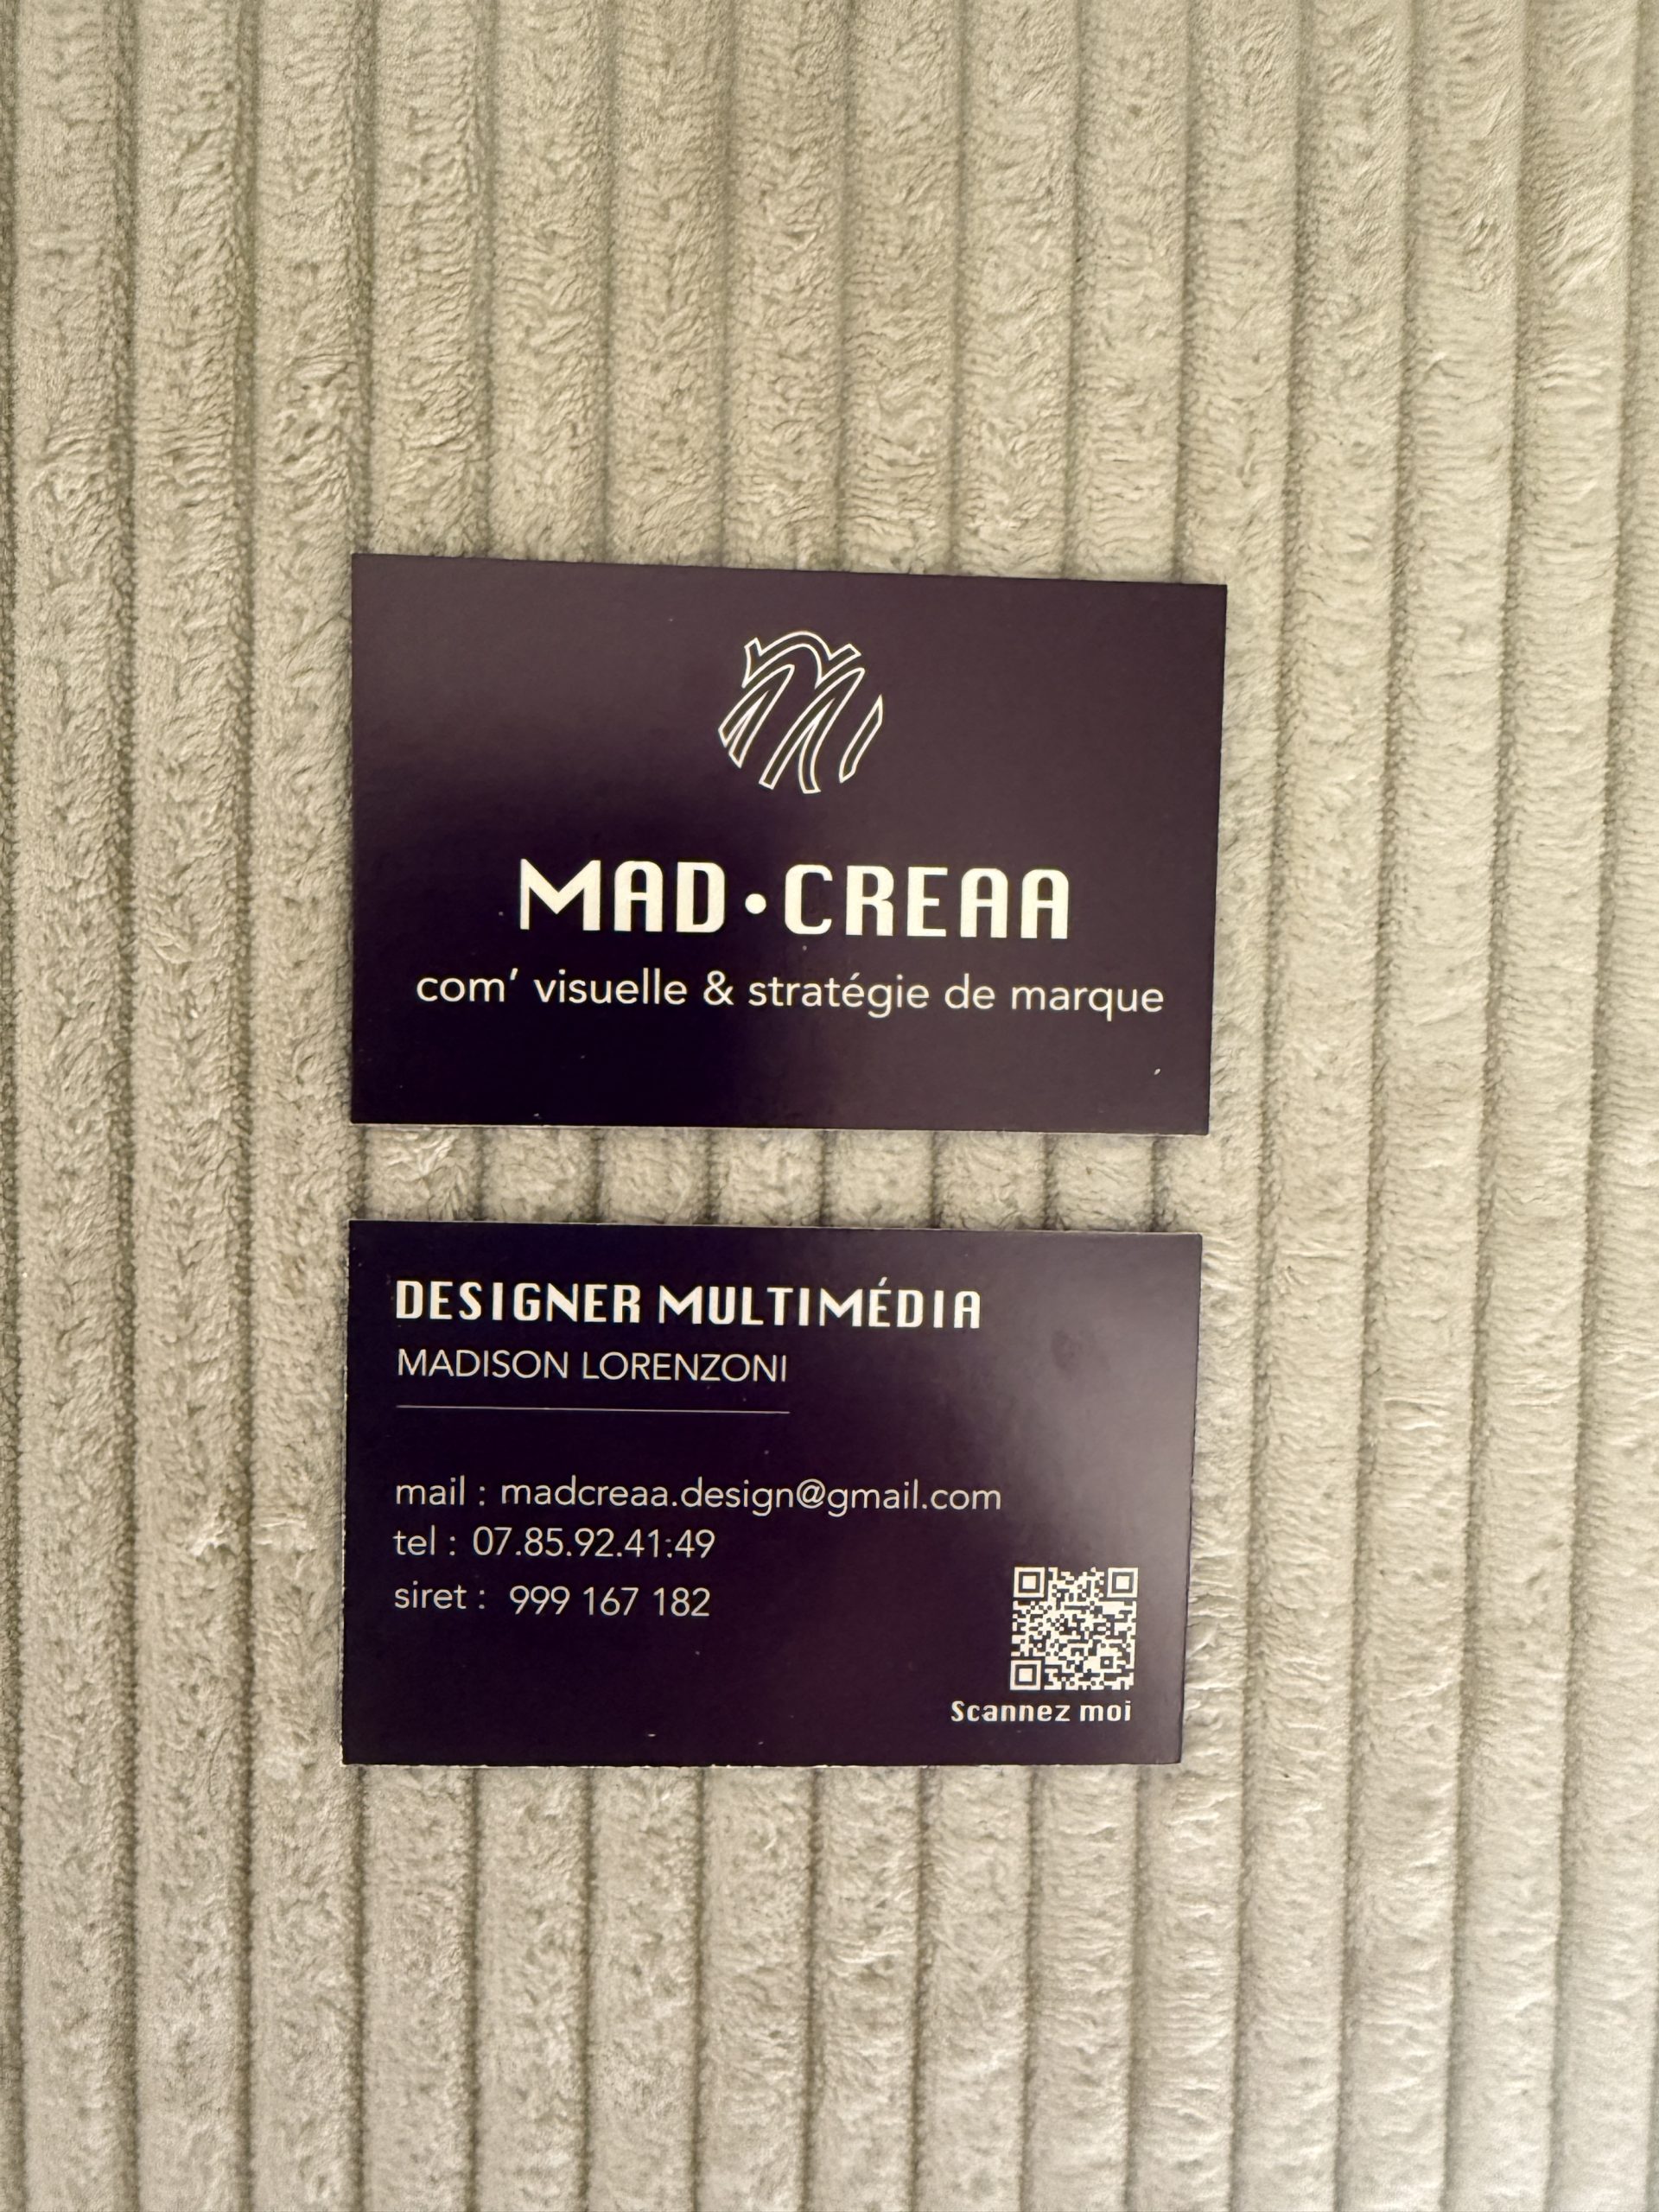 MAD•CREAA
com' visuelle & stratégie de marque
DESIGNER MULTIMÉDIA
MADISON LORENZONI
mail : madcreaa.design@gmail.com
tel : 07.85.92.41:49
siret : 999 167 182
Scannez moi